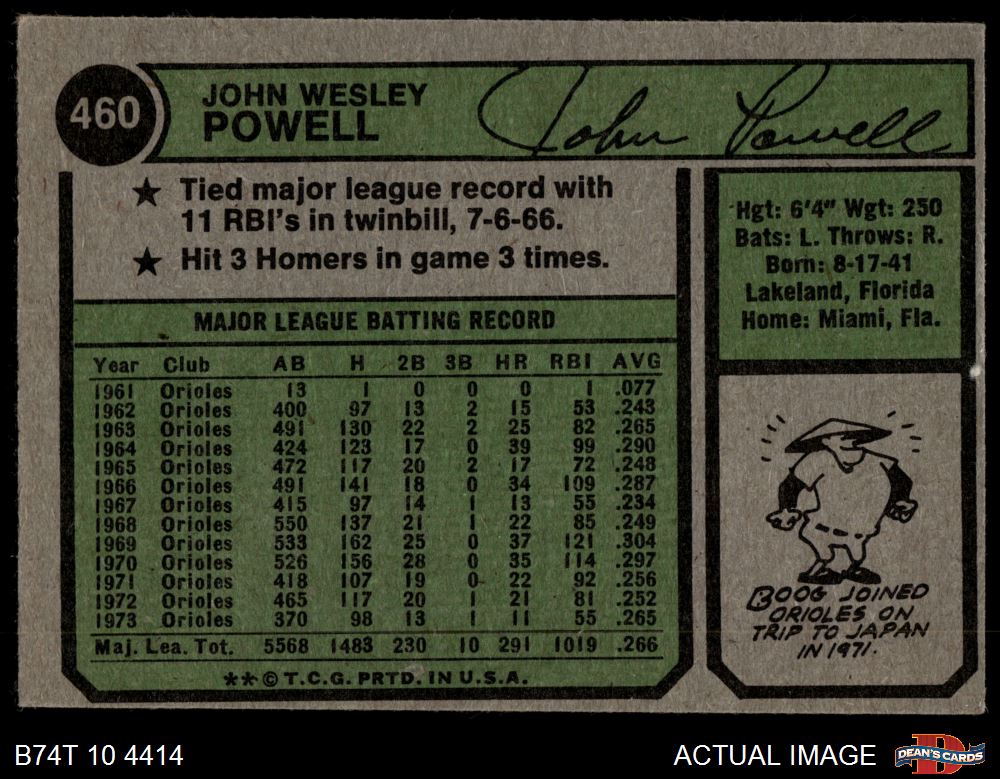 460
JOHN WESLEY
POWELL
John Powell
★ Tied major league record with
11 RBI's in twinbill, 7-6-66.
★ Hit 3 Homers in game 3 times.
Hgt: 6'4" Wgt: 250
Bats: L. Throws: R.
Born: 8-17-41
Lakeland, Florida
Home: Miami, Fla.
MAJOR LEAGUE BATTING RECORD
Year Club AB H 2B 3B HR RBI AVG
1961 Orioles 13 1 0 0 0 1 .077
1962 Orioles 400 97 13 2 15 53 .243
1963 Orioles 491 130 22 2 25 82 .265
1964 Orioles 424 123 17 0 39 99 .290
1965 Orioles 472 117 20 2 17 72 .248
1966 Orioles 491 141 18 0 34 109 .287
1967 Orioles 415 97 14 1 13 55 .234
1968 Orioles 550 137 21 1 22 85 .249
1969 Orioles 533 162 25 0 37 121 .304
1970 Orioles 526 156 28 0 35 114 .297
1971 Orioles 418 107 19 0 22 92 .256
1972 Orioles 465 117 20 1 21 81 .252
1973 Orioles 370 98 13 1 11 55 .265
Maj. Lea. Tot. 5568 1483 230 10 291 1019 .266
** © T.C.G. PRTD. IN U.S.A.
BOOG JOINED
ORIOLES ON
TRIP TO JAPAN
IN 1971.
B74T 10 4414
ACTUAL IMAGE
D
DEAN'S CARDS